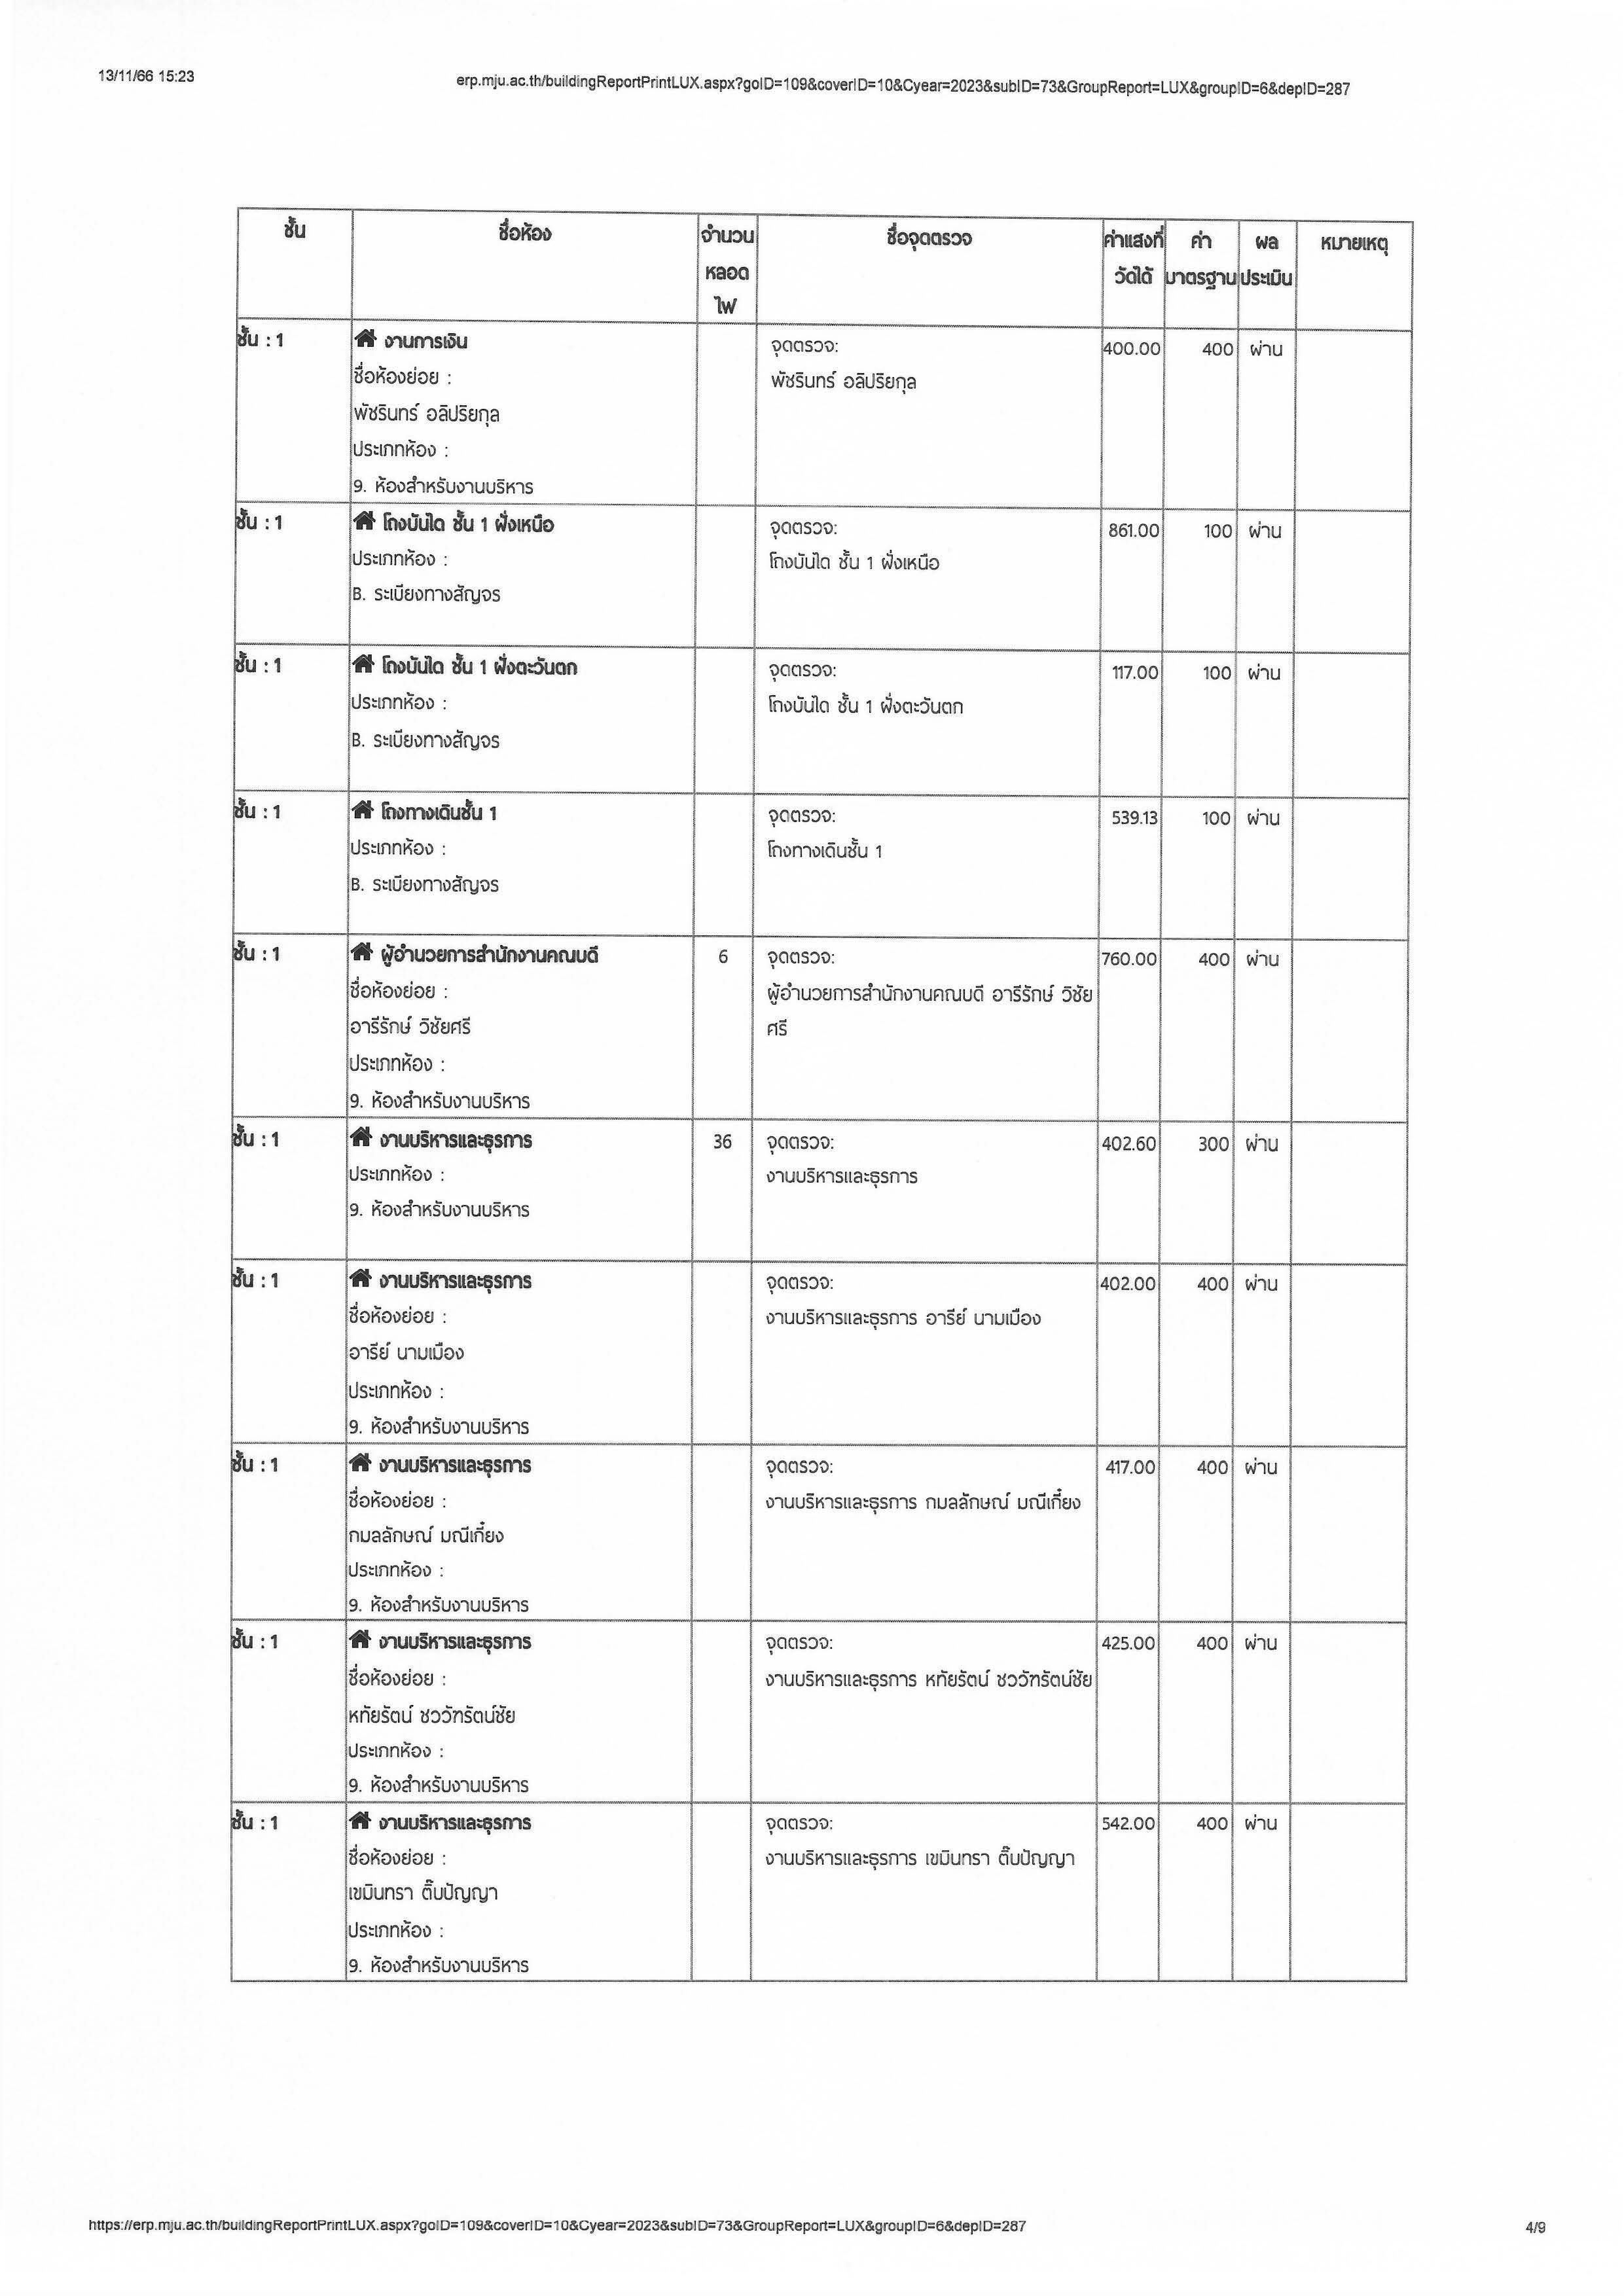 13/11/66 15:23
erp.mju.ac.th/buildingReportPrintLUX.aspx?goID=109&coverID=10&Cyear=2023&subID=73&GroupReport=LUX&groupID=6&depID=287
ชั้น ชื่อห้อง จำนวน ชื่อจุดตรวจ ค่าแสงที่ ค่า ผล หมายเหตุ
หลอด วัดได้ มาตรฐาน ประเมิน
ไฟ
ชั้น : 1 งานการเงิน จุดตรวจ: 400.00 400 ผ่าน
ชื่อห้องย่อย : พัชรินทร์ อลิปริยกุล
พัชรินทร์ อลิปริยกุล
ประเภทห้อง :
9. ห้องสำหรับงานบริหาร
ชั้น : 1 โถงบันได ชั้น 1 ฝั่งเหนือ จุดตรวจ: 861.00 100 ผ่าน
ประเภทห้อง : โถงบันได ชั้น 1 ฝั่งเหนือ
B. ระเบียงทางสัญจร
ชั้น : 1 โถงบันได ชั้น 1 ฝั่งตะวันตก จุดตรวจ: 117.00 100 ผ่าน
ประเภทห้อง : โถงบันได ชั้น 1 ฝั่งตะวันตก
B. ระเบียงทางสัญจร
ชั้น : 1 โถงทางเดินชั้น 1 จุดตรวจ: 539.13 100 ผ่าน
ประเภทห้อง : โถงทางเดินชั้น 1
B. ระเบียงทางสัญจร
ชั้น : 1 ผู้อำนวยการสำนักงานคณบดี 6 จุดตรวจ: 760.00 400 ผ่าน
ชื่อห้องย่อย : ผู้อำนวยการสำนักงานคณบดี อารีรักษ์ วิชัย
อารีรักษ์ วิชัยศรี ศรี
ประเภทห้อง :
9. ห้องสำหรับงานบริหาร
ชั้น : 1 งานบริหารและธุรการ 36 จุดตรวจ: 402.60 300 ผ่าน
ประเภทห้อง : งานบริหารและธุรการ
9. ห้องสำหรับงานบริหาร
ชั้น : 1 งานบริหารและธุรการ จุดตรวจ: 402.00 400 ผ่าน
ชื่อห้องย่อย : งานบริหารและธุรการ อารีย์ นามเมือง
อารีย์ นามเมือง
ประเภทห้อง :
9. ห้องสำหรับงานบริหาร
ชั้น : 1 งานบริหารและธุรการ จุดตรวจ: 417.00 400 ผ่าน
ชื่อห้องย่อย : งานบริหารและธุรการ กมลลักษณ์ มณีเกี๋ยง
กมลลักษณ์ มณีเกี๋ยง
ประเภทห้อง :
9. ห้องสำหรับงานบริหาร
ชั้น : 1 งานบริหารและธุรการ จุดตรวจ: 425.00 400 ผ่าน
ชื่อห้องย่อย : งานบริหารและธุรการ หทัยรัตน์ ชววัฑรัตน์ชัย
หทัยรัตน์ ชววัฑรัตน์ชัย
ประเภทห้อง :
9. ห้องสำหรับงานบริหาร
ชั้น : 1 งานบริหารและธุรการ จุดตรวจ: 542.00 400 ผ่าน
ชื่อห้องย่อย : งานบริหารและธุรการ เขมินทรา ติ๊บปัญญา
เขมินทรา ติ๊บปัญญา
ประเภทห้อง :
9. ห้องสำหรับงานบริหาร
https://erp.mju.ac.th/buildingReportPrintLUX.aspx?goID=109&coverID=10&Cyear=2023&subID=73&GroupReport=LUX&groupID=6&depID=287 4/9